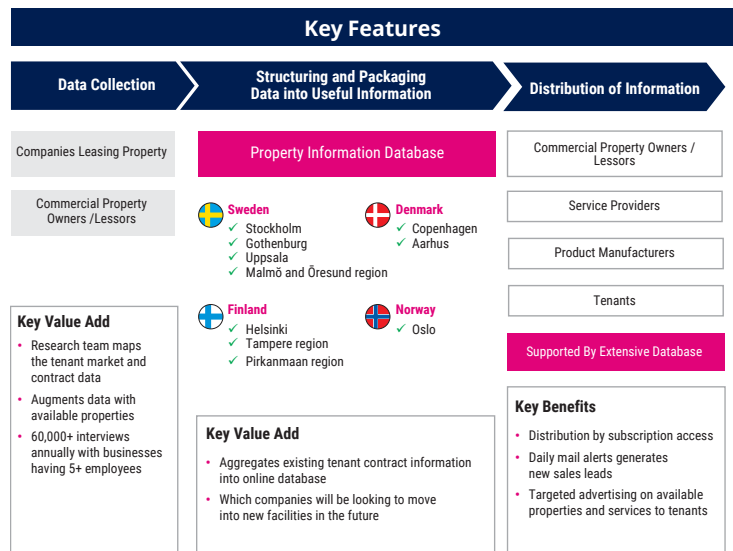 Key Features
Data Collection
Structuring and Packaging
Data into Useful Information
Distribution of Information
Companies Leasing Property
Commercial Property
Owners /Lessors
Key Value Add
• Research team maps
the tenant market and
contract data
• Augments data with
available properties
• 60,000+ interviews
annually with businesses
having 5+ employees
Property Information Database
Sweden
✓ Stockholm
✓ Gothenburg
✓ Uppsala
✓ Malmö and Öresund region
Denmark
✓ Copenhagen
✓ Aarhus
Finland
✓ Helsinki
✓ Tampere region
✓ Pirkanmaan region
Norway
✓ Oslo
Key Value Add
• Aggregates existing tenant contract information
into online database
• Which companies will be looking to move
into new facilities in the future
Commercial Property Owners /
Lessors
Service Providers
Product Manufacturers
Tenants
Supported By Extensive Database
Key Benefits
• Distribution by subscription access
• Daily mail alerts generates
new sales leads
• Targeted advertising on available
properties and services to tenants